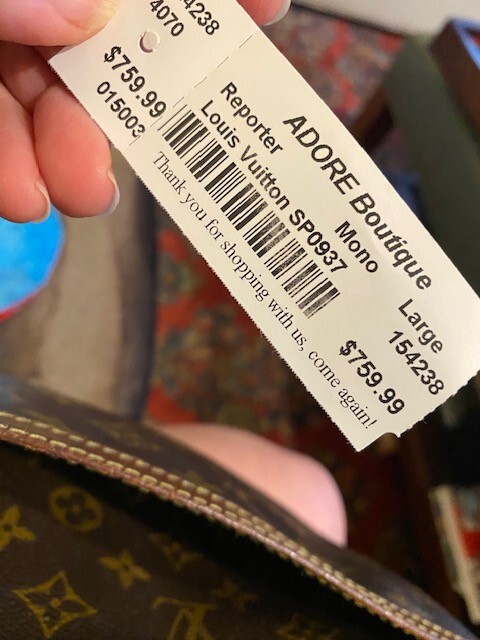 4238
4070
$759.99
015003
ADORE Boutique
Reporter
Mono
Large
Louis Vuitton SP0937
154238
$759.99
Thank you for shopping with us, come again!